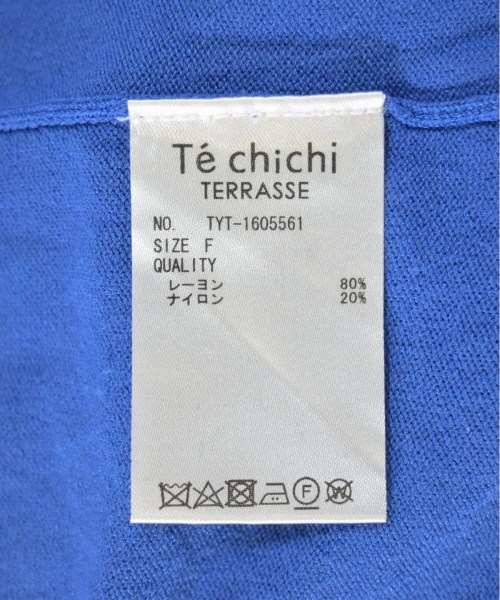 Té chichi
TERRASSE
NO. TYT-1605561
SIZE F
QUALITY
レーヨン 80%
ナイロン 20%
F W